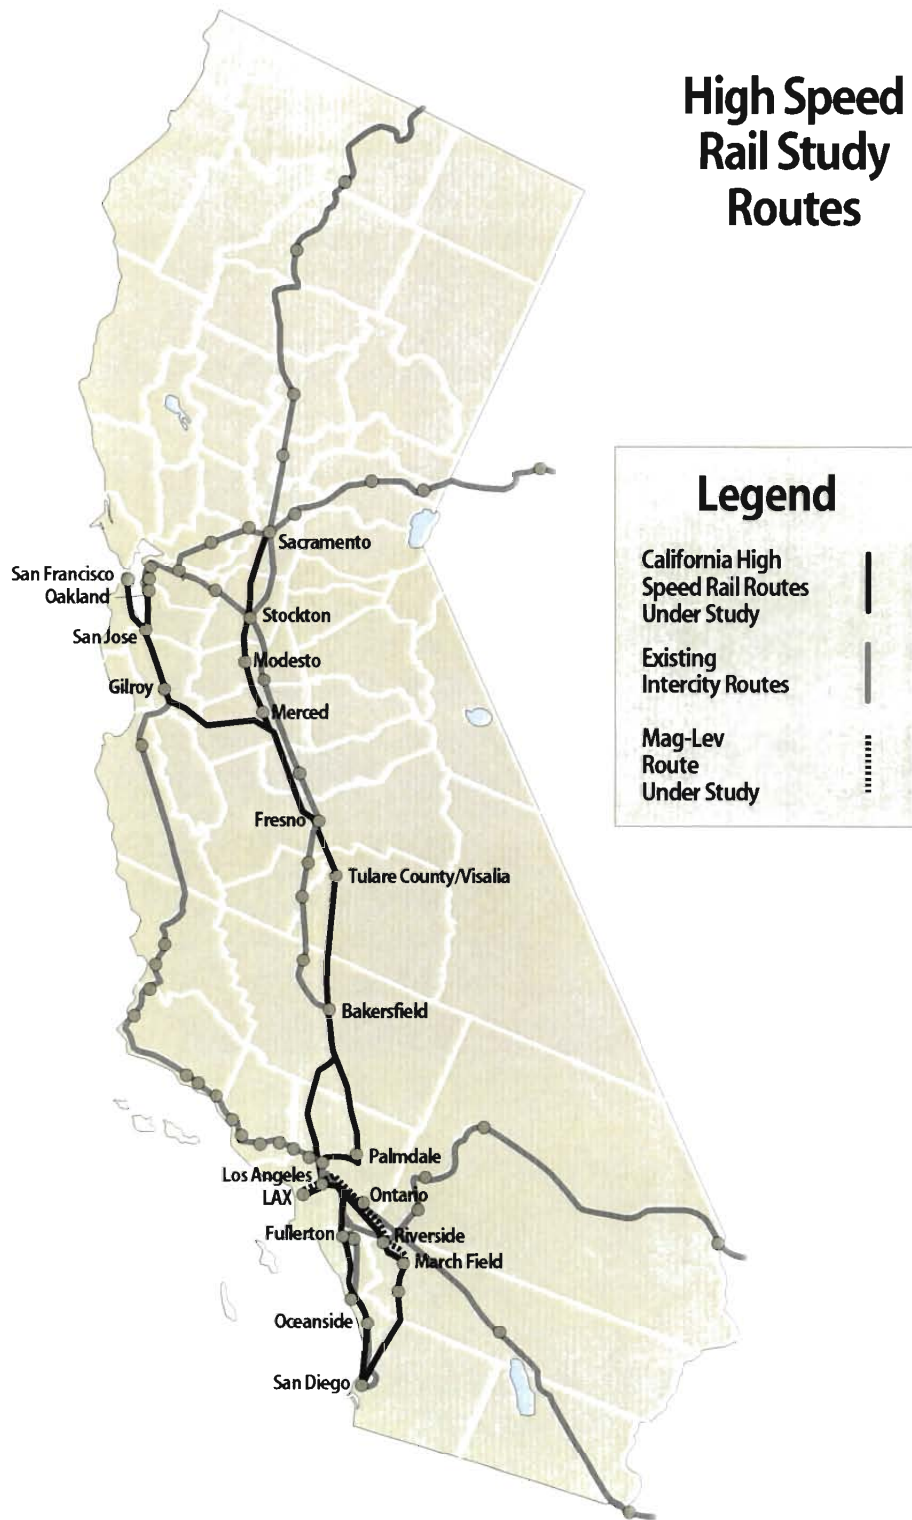 High Speed
Rail Study
Routes
Legend
California High
Speed Rail Routes
Under Study
Existing
Intercity Routes
Mag-Lev
Route
Under Study
Sacramento
San Francisco
Oakland
Stockton
San Jose
Modesto
Gilroy
Merced
Fresno
Tulare County/Visalia
Bakersfield
Palmdale
Los Angeles
LAX
Ontario
Fullerton
Riverside
March Field
Oceanside
San Diego